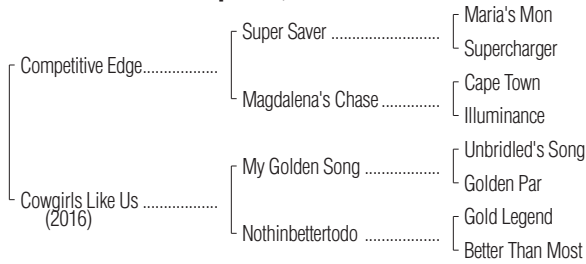 Maria's Mon
Super Saver ......................
Supercharger
Competitive Edge..................
Cape Town
Magdalena's Chase ..............
Illuminance
Unbridled's Song
My Golden Song ..................
Golden Par
Cowgirls Like Us ..................
(2016)
Gold Legend
Nothinbettertodo ..................
Better Than Most